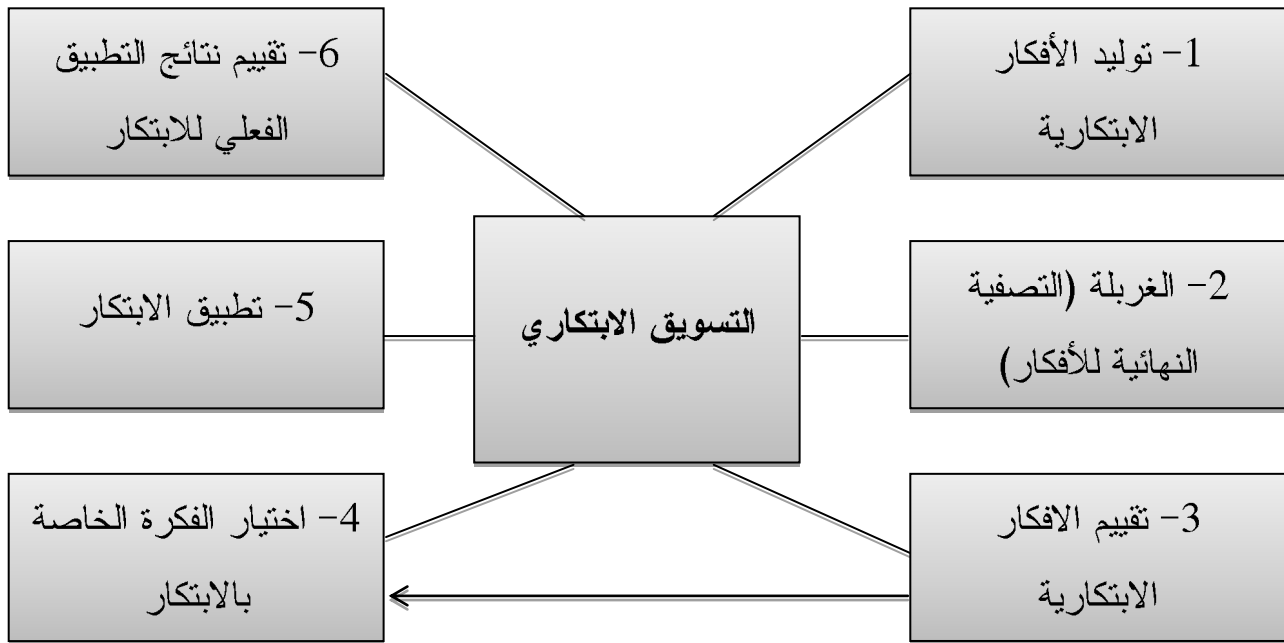 1- توليد الأفكار
الابتكارية
2- الغربلة (التصفية
النهائية للأفكار)
3- تقييم الافكار
الابتكارية
التسويق الابتكاري
4- اختيار الفكرة الخاصة
بالابتكار
5- تطبيق الابتكار
6- تقييم نتائج التطبيق
الفعلي للابتكار